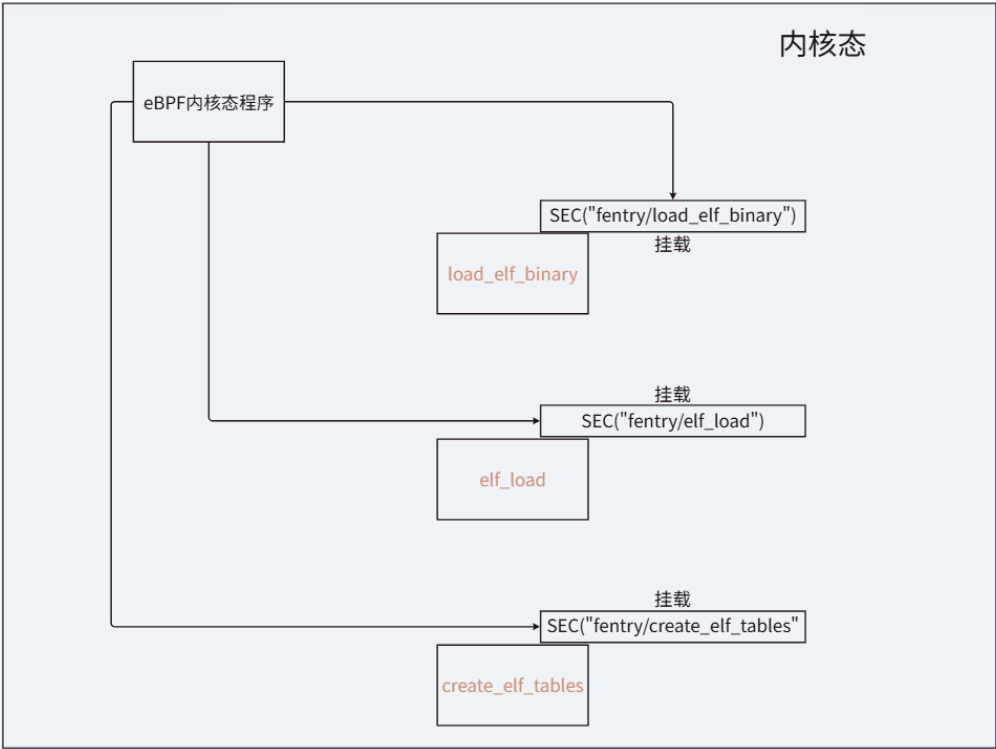 内核态
eBPF内核态程序
SEC("fentry/load_elf_binary")
挂载
load_elf_binary
挂载
SEC("fentry/elf_load")
elf_load
挂载
SEC("fentry/create_elf_tables"
create_elf_tables